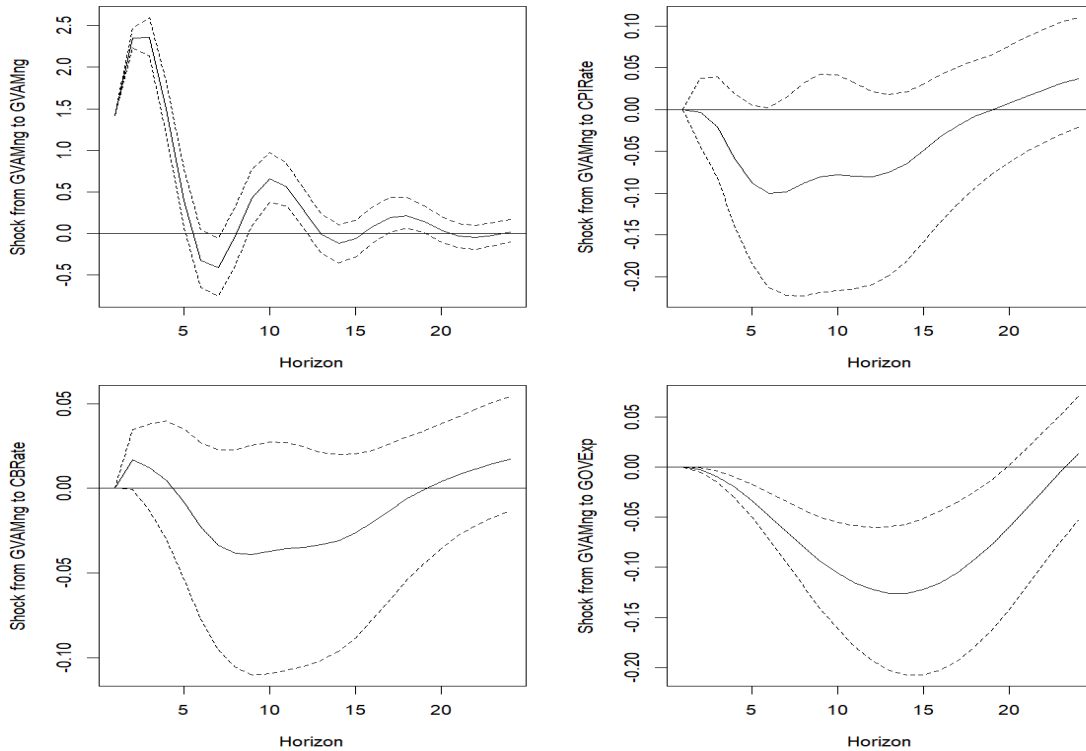 Shock from GVAMng to GVAMng
2.5
2.0
1.5
1.0
0.5
0.0
-0.5
5 10 15 20
Horizon
Shock from GVAMng to CPIRate
0.10
0.05
0.00
-0.05
-0.10
-0.15
-0.20
5 10 15 20
Horizon
Shock from GVAMng to CBRate
0.05
0.00
-0.05
-0.10
5 10 15 20
Horizon
Shock from GVAMng to GOVExp
0.05
0.00
-0.05
-0.10
-0.15
-0.20
5 10 15 20
Horizon